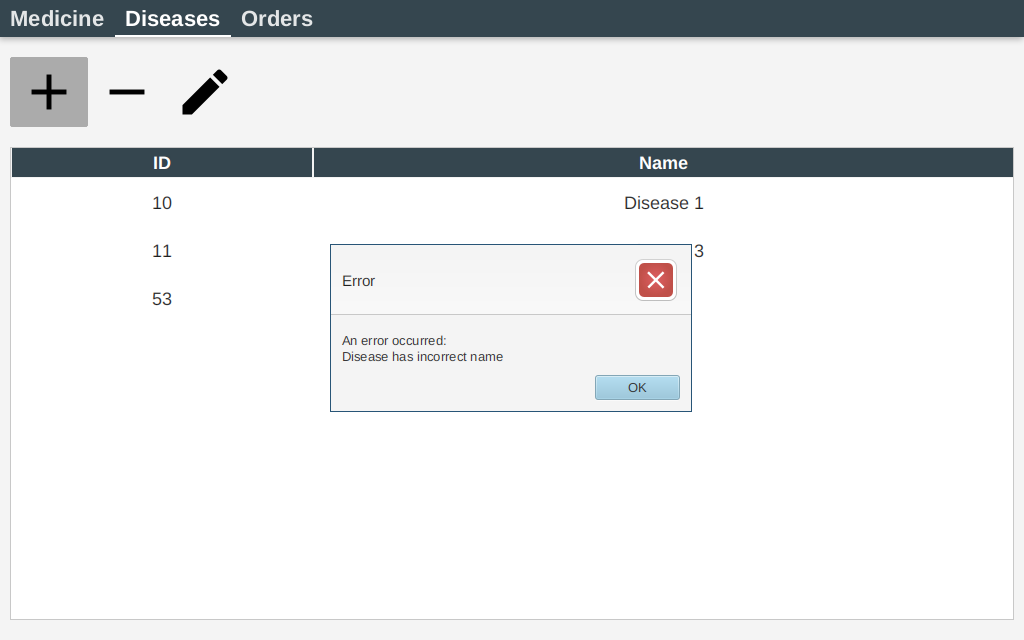 Medicine Diseases Orders
ID Name
10 Disease 1
11 3
53
Error
An error occurred:
Disease has incorrect name
OK